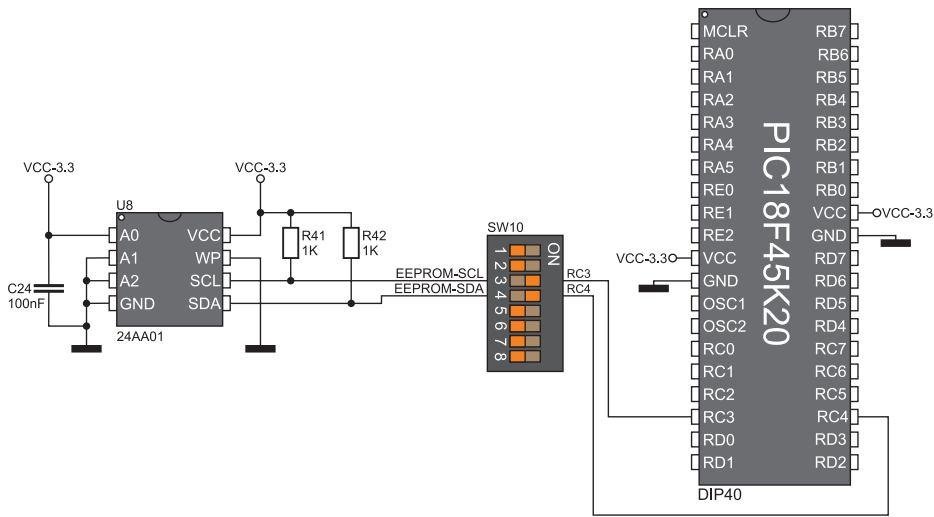 VCC-3.3
C24
100nF
U8
A0
A1
A2
GND
VCC
WP
SCL
SDA
24AA01
VCC-3.3
R41
1K
R42
1K
EEPROM-SCL
EEPROM-SDA
SW10
ON
1
2
3
4
5
6
7
8
RC3
RC4
VCC-3.3
MCLR
RA0
RA1
RA2
RA3
RA4
RA5
RE0
RE1
RE2
VCC
GND
OSC1
OSC2
RC0
RC1
RC2
RC3
RD0
RD1
PIC18F45K20
RB7
RB6
RB5
RB4
RB3
RB2
RB1
RB0
VCC
GND
RD7
RD6
RD5
RD4
RC7
RC6
RC5
RC4
RD3
RD2
VCC-3.3
DIP40